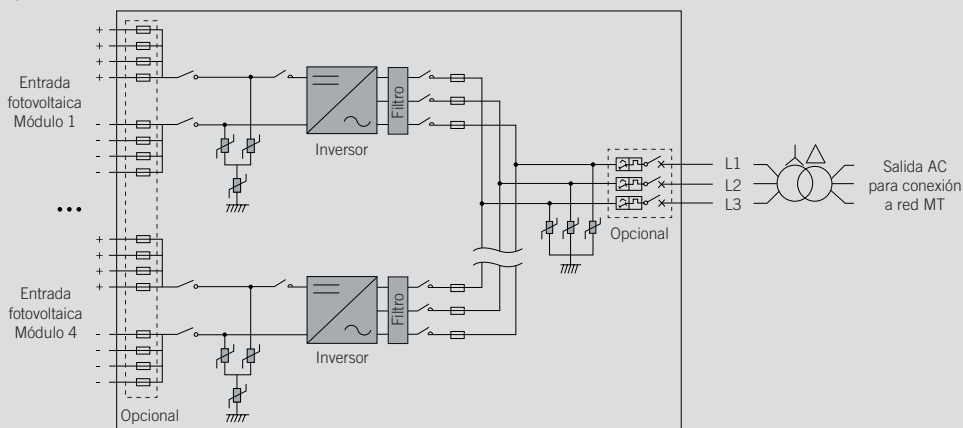 +
+
+
+
Entrada
fotovoltaica
Módulo 1
-
-
-
-
Inversor
Filtro
...
L1
L2
L3
Opcional
Salida AC
para conexión
a red MT
+
+
+
+
Entrada
fotovoltaica
Módulo 4
-
-
-
-
Inversor
Filtro
Opcional